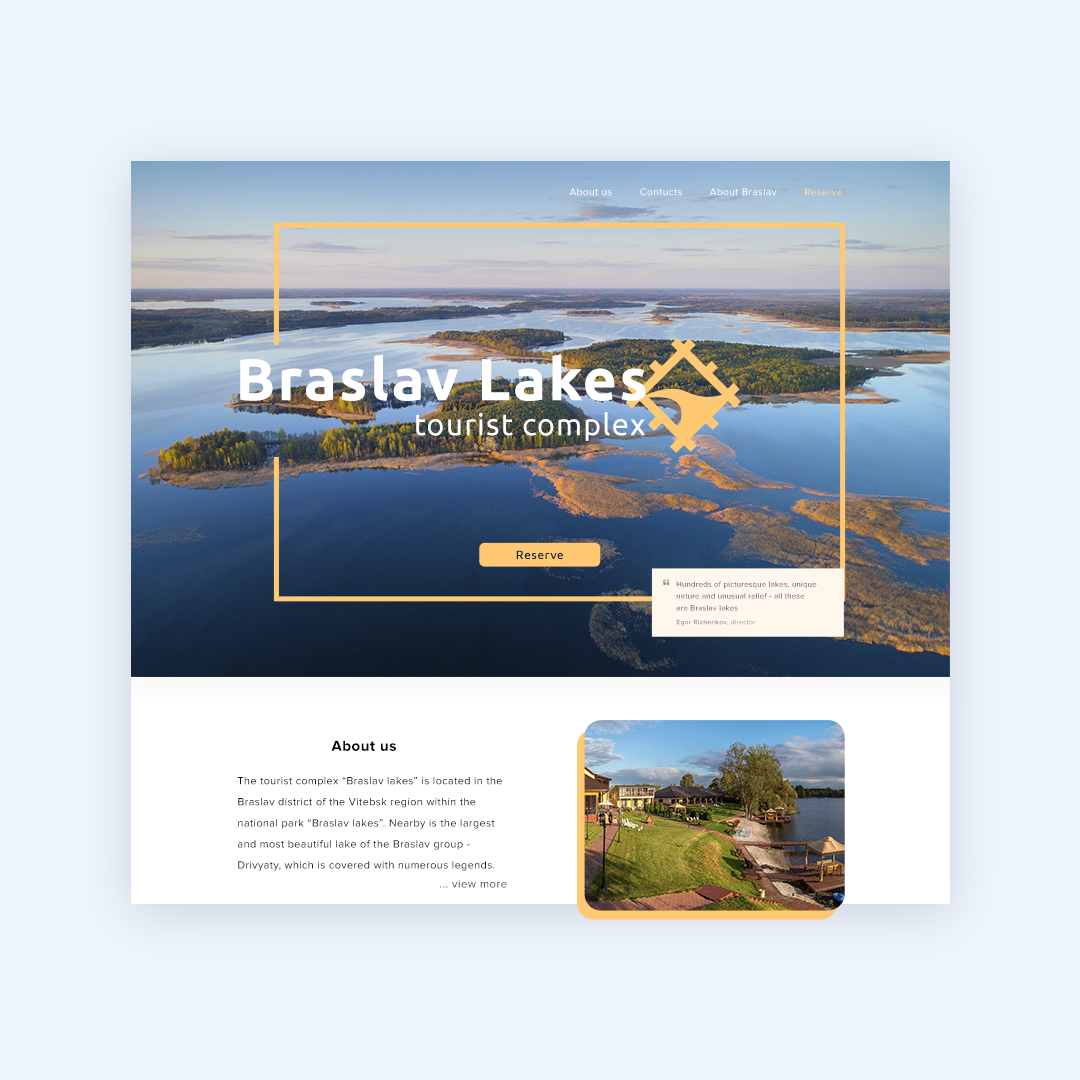 About us Contacts About Braslav Reserve
Braslav Lakes
tourist complex
Reserve
“ Hundreds of picturesque lakes, unique
nature and unusual relief - all these
are Braslav lakes
Egor Rizhenkov, director
About us
The tourist complex “Braslav lakes” is located in the
Braslav district of the Vitebsk region within the
national park “Braslav lakes”. Nearby is the largest
and most beautiful lake of the Braslav group -
Drivyaty, which is covered with numerous legends.
... view more